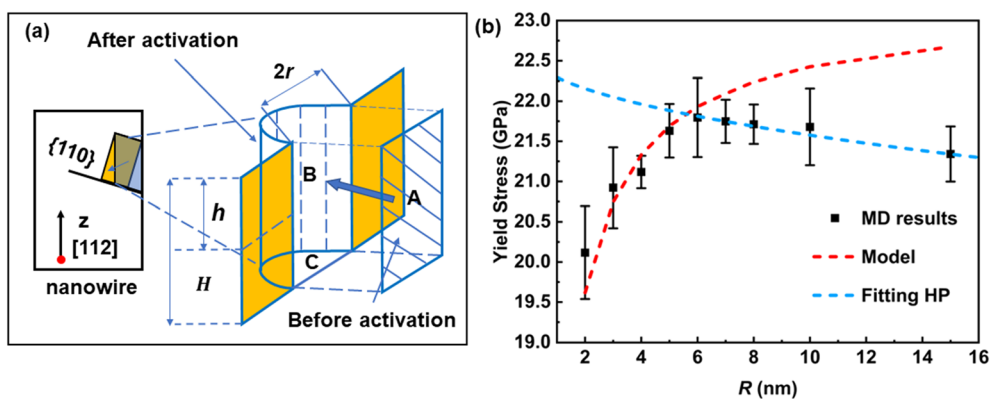 (a)
After activation
2r
{110}
B
A
h
z
[112]
C
H
nanowire
Before activation
(b)
Yield Stress (GPa)
23.0
22.5
22.0
21.5
21.0
20.5
20.0
19.5
19.0
MD results
Model
Fitting HP
2 4 6 8 10 12 14 16
R (nm)